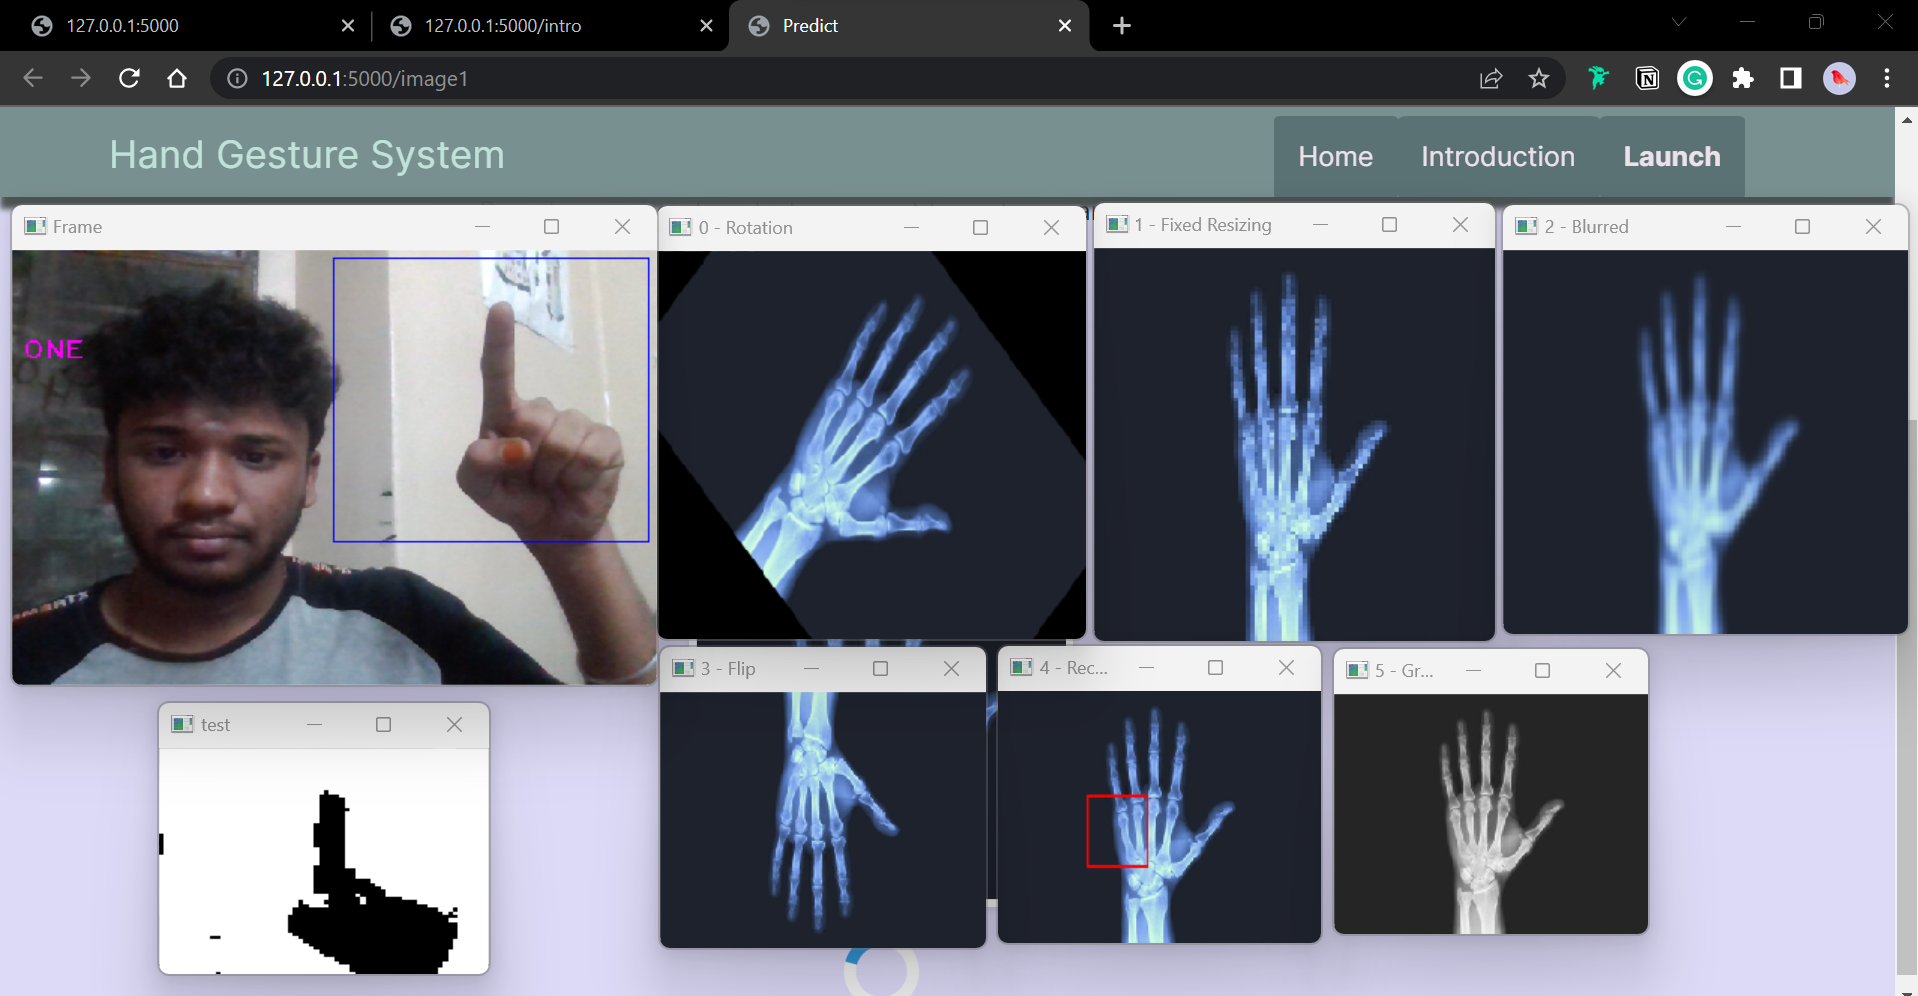 127.0.0.1:5000
127.0.0.1:5000/intro
Predict
127.0.0.1:5000/image1
Hand Gesture System
Home
Introduction
Launch
Frame
0 - Rotation
1 - Fixed Resizing
2 - Blurred
ONE
3 - Flip
4 - Rec...
5 - Gr...
test